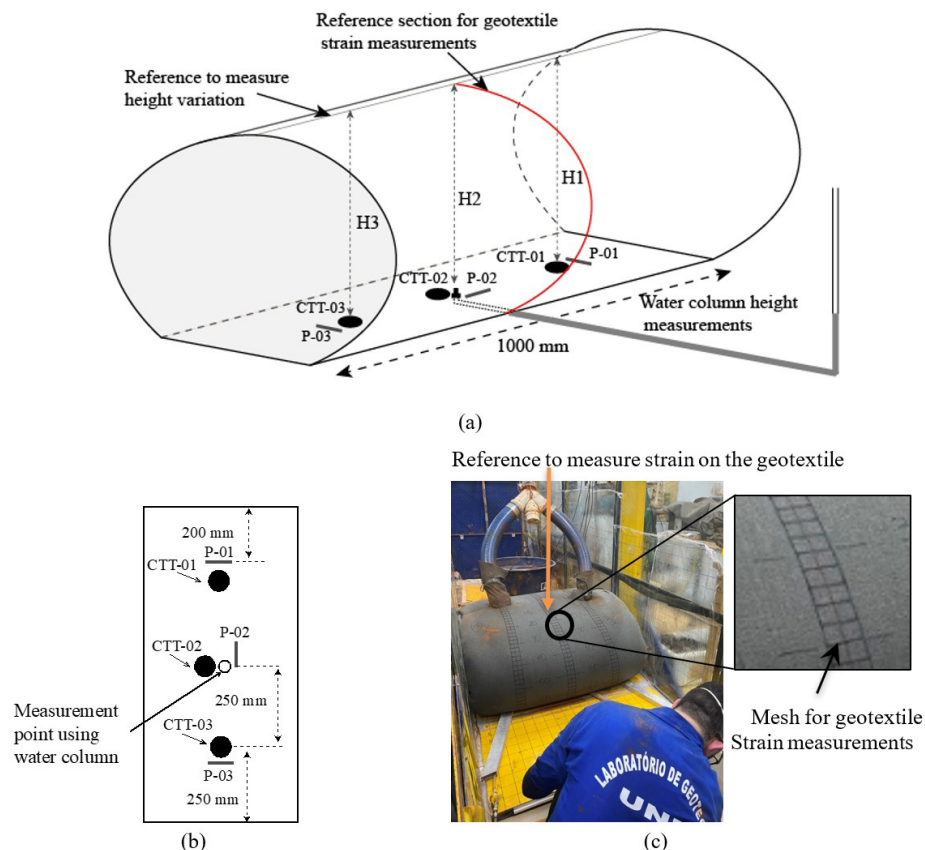 Reference section for geotextile
strain measurements
Reference to measure
height variation
H1
H2
H3
CTT-01
P-01
CTT-02
P-02
CTT-03
P-03
Water column height
measurements
1000 mm
(a)
Reference to measure strain on the geotextile
200 mm
P-01
CTT-01
P-02
CTT-02
250 mm
Measurement
point using
water column
CTT-03
P-03
250 mm
(b)
LABORATÓRIO DE GEOTE
UN
Mesh for geotextile
Strain measurements
(c)